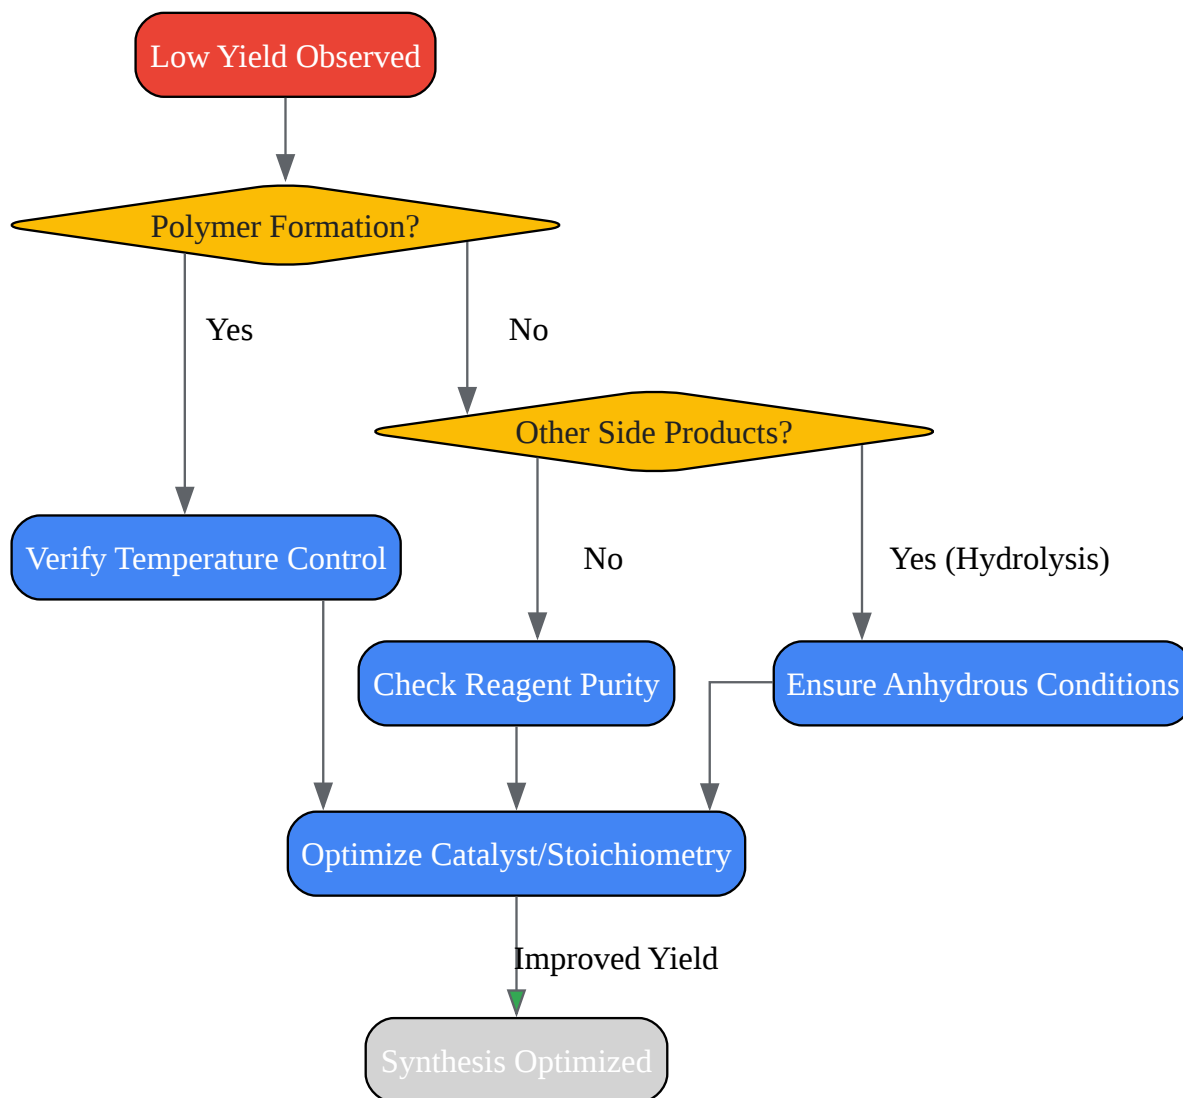 Low Yield Observed
Polymer Formation?
Yes
No
Other Side Products?
Verify Temperature Control
No
Yes (Hydrolysis)
Check Reagent Purity
Ensure Anhydrous Conditions
Optimize Catalyst/Stoichiometry
Improved Yield
Synthesis Optimized